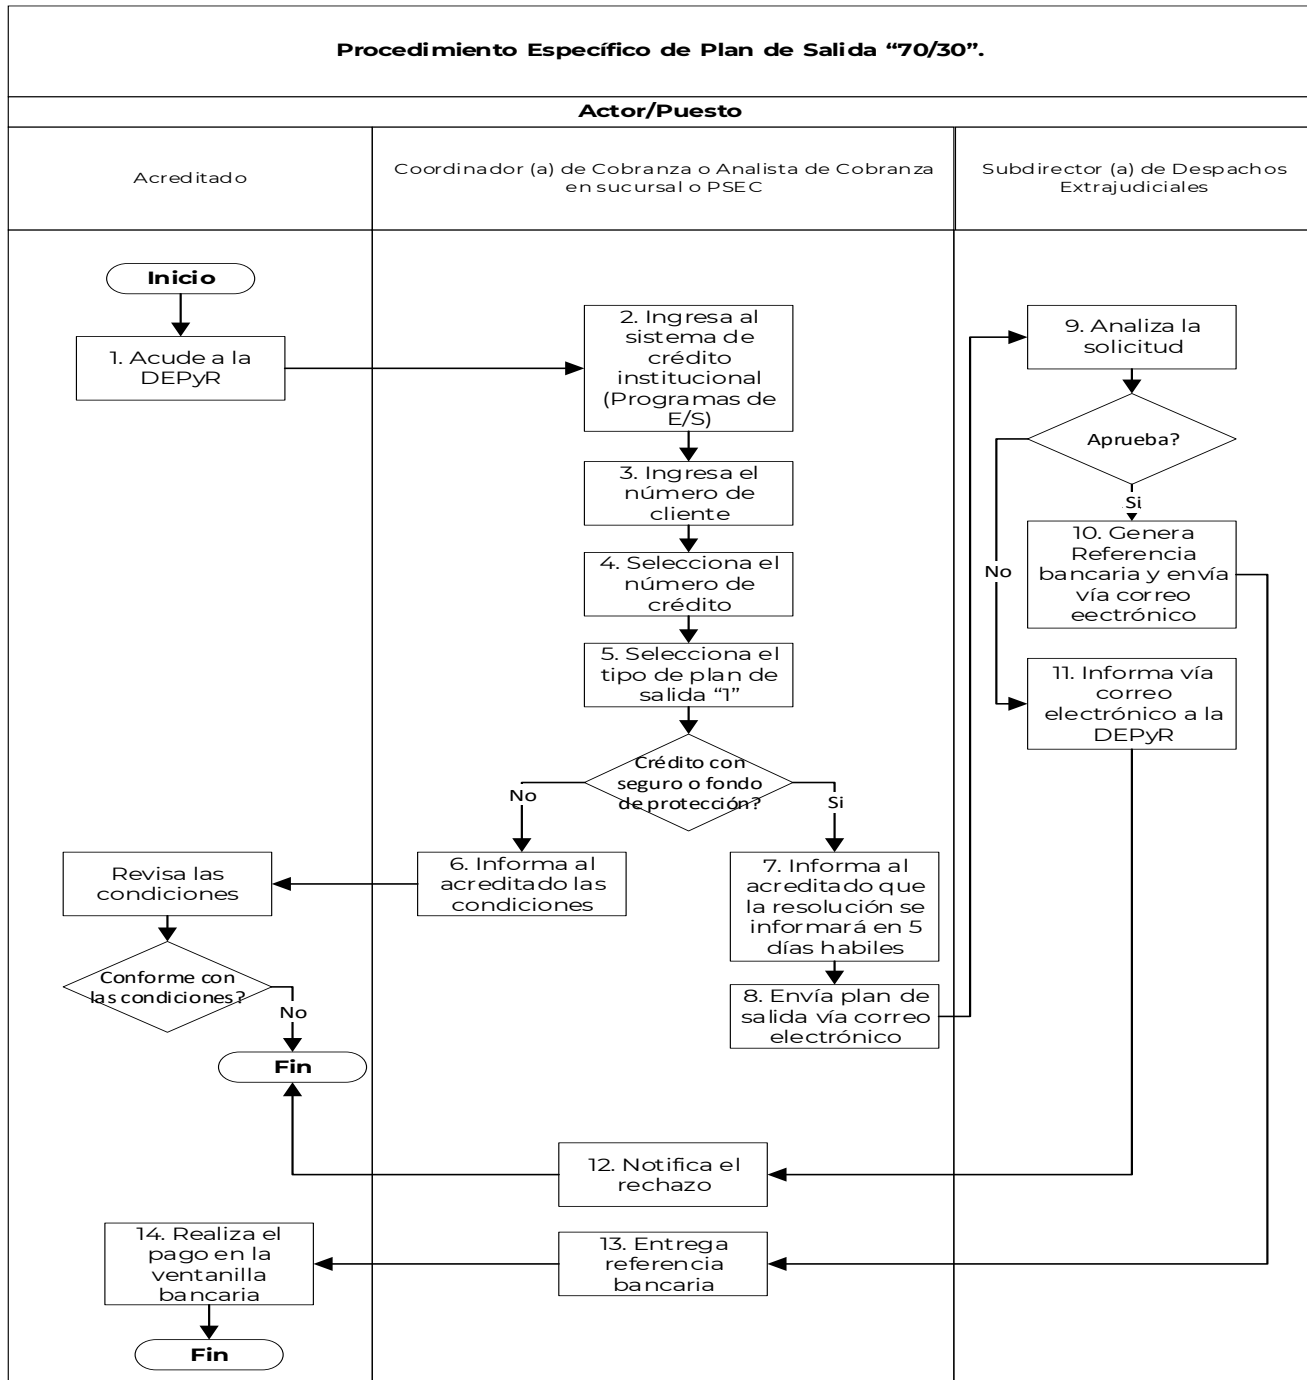 Procedimiento Específico de Plan de Salida “70/30”.
Actor/Puesto
Acreditado
Coordinador (a) de Cobranza o Analista de Cobranza
en sucursal o PSEC
Subdirector (a) de Despachos
Extrajudiciales
Inicio
1. Acude a la
DEPyR
2. Ingresa al
sistema de
crédito
institucional
(Programas de
E/S)
3. Ingresa el
número de
cliente
4. Selecciona el
número de
crédito
5. Selecciona el
tipo de plan de
salida “1”
Crédito con
seguro o fondo
de protección?
No
Si
6. Informa al
acreditado las
condiciones
7. Informa al
acreditado que
la resolución se
informará en 5
días habiles
8. Envía plan de
salida vía correo
electrónico
Revisa las
condiciones
Conforme con
las condiciones?
No
Fin
9. Analiza la
solicitud
Aprueba?
Si
No
10. Genera
Referencia
bancaria y envía
vía correo
eectrónico
11. Informa vía
correo
electrónico a la
DEPyR
12. Notifica el
rechazo
13. Entrega
referencia
bancaria
14. Realiza el
pago en la
ventanilla
bancaria
Fin